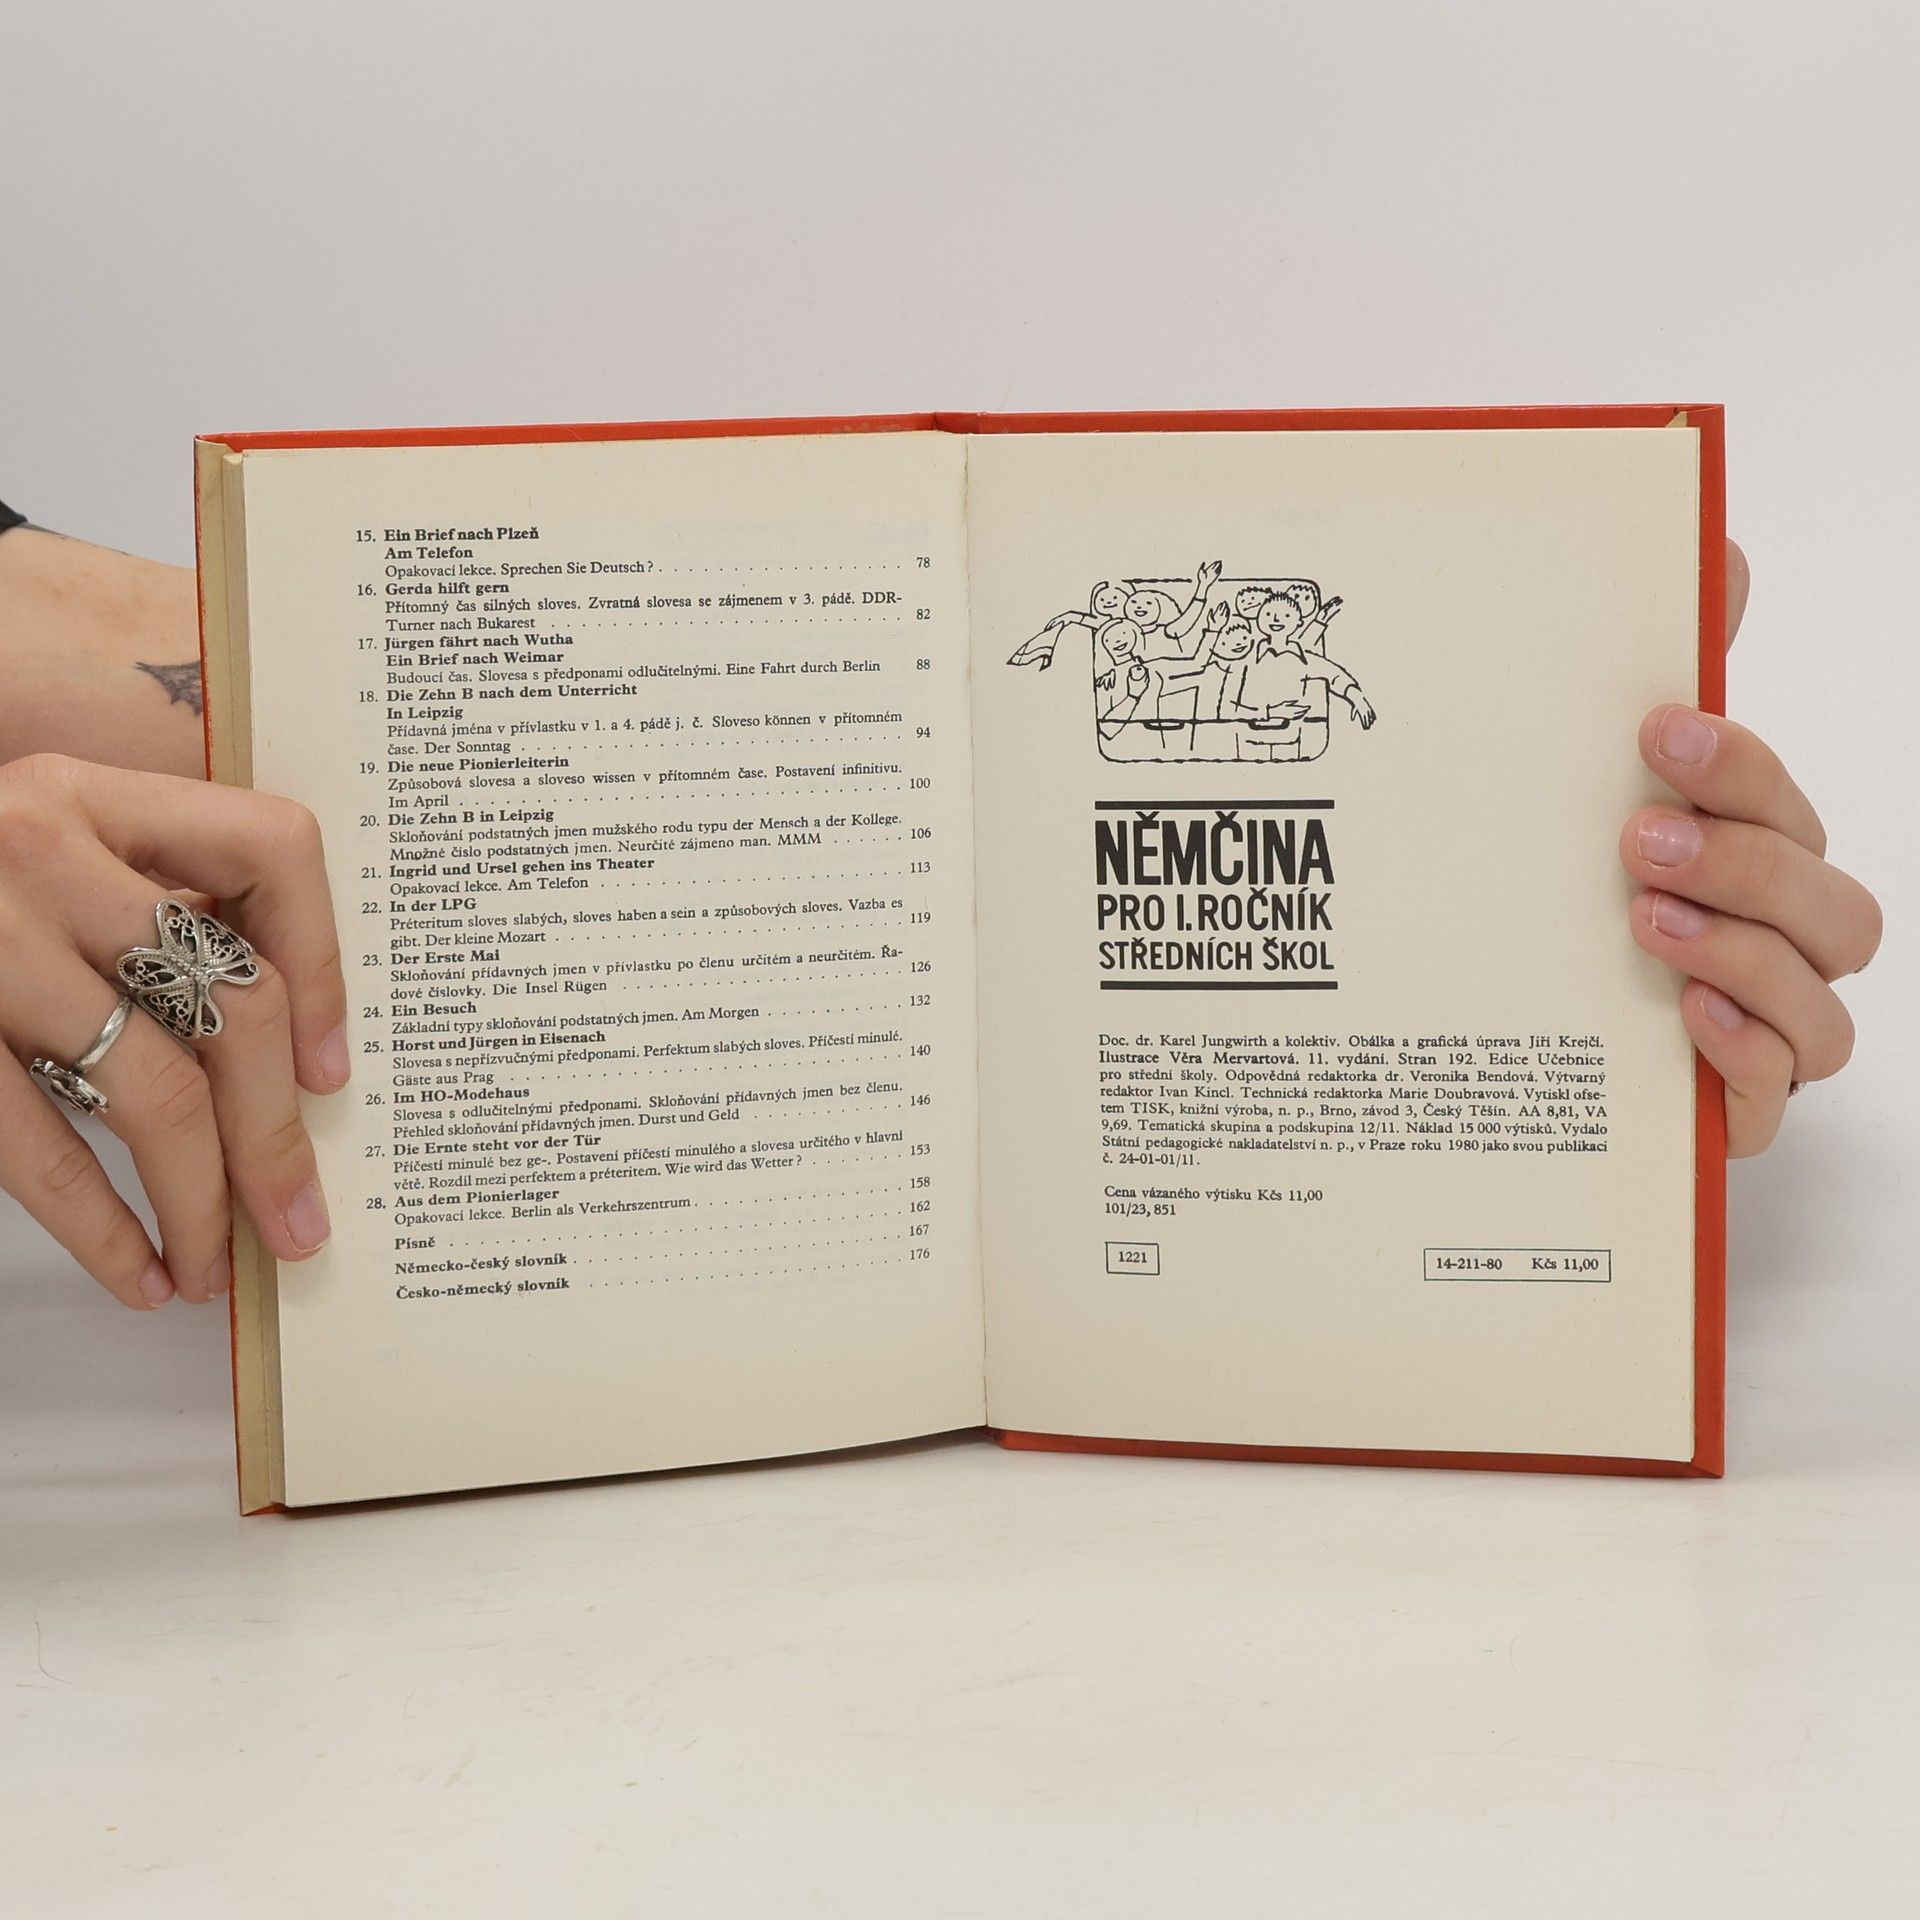 15. Ein Brief nach Plzeň
Am Telefon
Opakovací lekce. Sprechen Sie Deutsch? . . . . . . . . . . . . . . . . . 78
16. Gerda hilft gern
Přítomný čas silných sloves. Zvratná slovesa se zájmenem v 3. pádě. DDR-
Turner nach Bukarest . . . . . . . . . . . . . . . . . . . . . . . 82
17. Jürgen fährt nach Wutha
Ein Brief nach Weimar
Budoucí čas. Slovesa s předponami odlučitelnými. Eine Fahrt durch Berlin 88
18. Die Zehn B nach dem Unterricht
In Leipzig
Přídavná jména v přívlastku v 1. a 4. pádě j. č. Sloveso können v přítomném
čase. Der Sonntag . . . . . . . . . . . . . . . . . . . . . . . . . 94
19. Die neue Pionierleiterin
Způsobová slovesa a sloveso wissen v přítomném čase. Postavení infinitivu.
Im April . . . . . . . . . . . . . . . . . . . . . . . . . . . . . 100
20. Die Zehn B in Leipzig
Skloňování podstatných jmen mužského rodu typu der Mensch a der Kollege.
Množné číslo podstatných jmen. Neurčité zájmeno man. MMM . . . . . . 106
21. Ingrid und Ursel gehen ins Theater
Opakovací lekce. Am Telefon . . . . . . . . . . . . . . . . . . . . 113
22. In der LPG
Préteritum sloves slabých, sloves haben a sein a způsobových sloves. Vazba es
gibt. Der kleine Mozart . . . . . . . . . . . . . . . . . . . . . . 119
23. Der Erste Mai
Skloňování přídavných jmen v přívlastku po členu určitém a neurčitém. Řa-
dové číslovky. Die Insel Rügen . . . . . . . . . . . . . . . . . . 126
24. Ein Besuch
Základní typy skloňování podstatných jmen. Am Morgen . . . . . . . . . 132
25. Horst und Jürgen in Eisenach
Slovesa s nepřízvučnými předponami. Perfektum slabých sloves. Příčestí minulé.
Gäste aus Prag . . . . . . . . . . . . . . . . . . . . . . . . . 140
26. Im HO-Modehaus
Slovesa s odlučitelnými předponami. Skloňování přídavných jmen bez členu.
Přehled skloňování přídavných jmen. Durst und Geld . . . . . . . . . . 146
27. Die Ernte steht vor der Tür
Příčestí minulé bez ge-. Postavení příčestí minulého a slovesa určitého v hlavní
větě. Rozdíl mezi perfektem a préteritem. Wie wird das Wetter? . . . . . . 153
28. Aus dem Pionierlager
Opakovací lekce. Berlin als Verkehrszentrum . . . . . . . . . . . . . . 158
Písně . . . . . . . . . . . . . . . . . . . . . . . . . . . . . . 162
Německo-český slovník . . . . . . . . . . . . . . . . . . . . . . . 167
Česko-německý slovník . . . . . . . . . . . . . . . . . . . . . . . 176
NĚMČINA
PRO I. ROČNÍK
STŘEDNÍCH ŠKOL
Doc. dr. Karel Jungwirth a kolektiv. Obálka a grafická úprava Jiří Krejčí.
Ilustrace Věra Mervartová. 11. vydání. Stran 192. Edice Učebnice
pro střední školy. Odpovědná redaktorka dr. Veronika Bendová. Výtvarný
redaktor Ivan Kincl. Technická redaktorka Marie Doubravová. Vytiskl ofse-
tem TISK, knižní výroba, n. p., Brno, závod 3, Český Těšín. AA 8,81, VA
9,69. Tematická skupina a podskupina 12/11. Náklad 15 000 výtisků. Vydalo
Státní pedagogické nakladatelství n. p., v Praze roku 1980 jako svou publikaci
č. 24-01-01/11.
Cena vázaného výtisku Kčs 11,00
101/23, 851
1221
14-211-80 Kčs 11,00